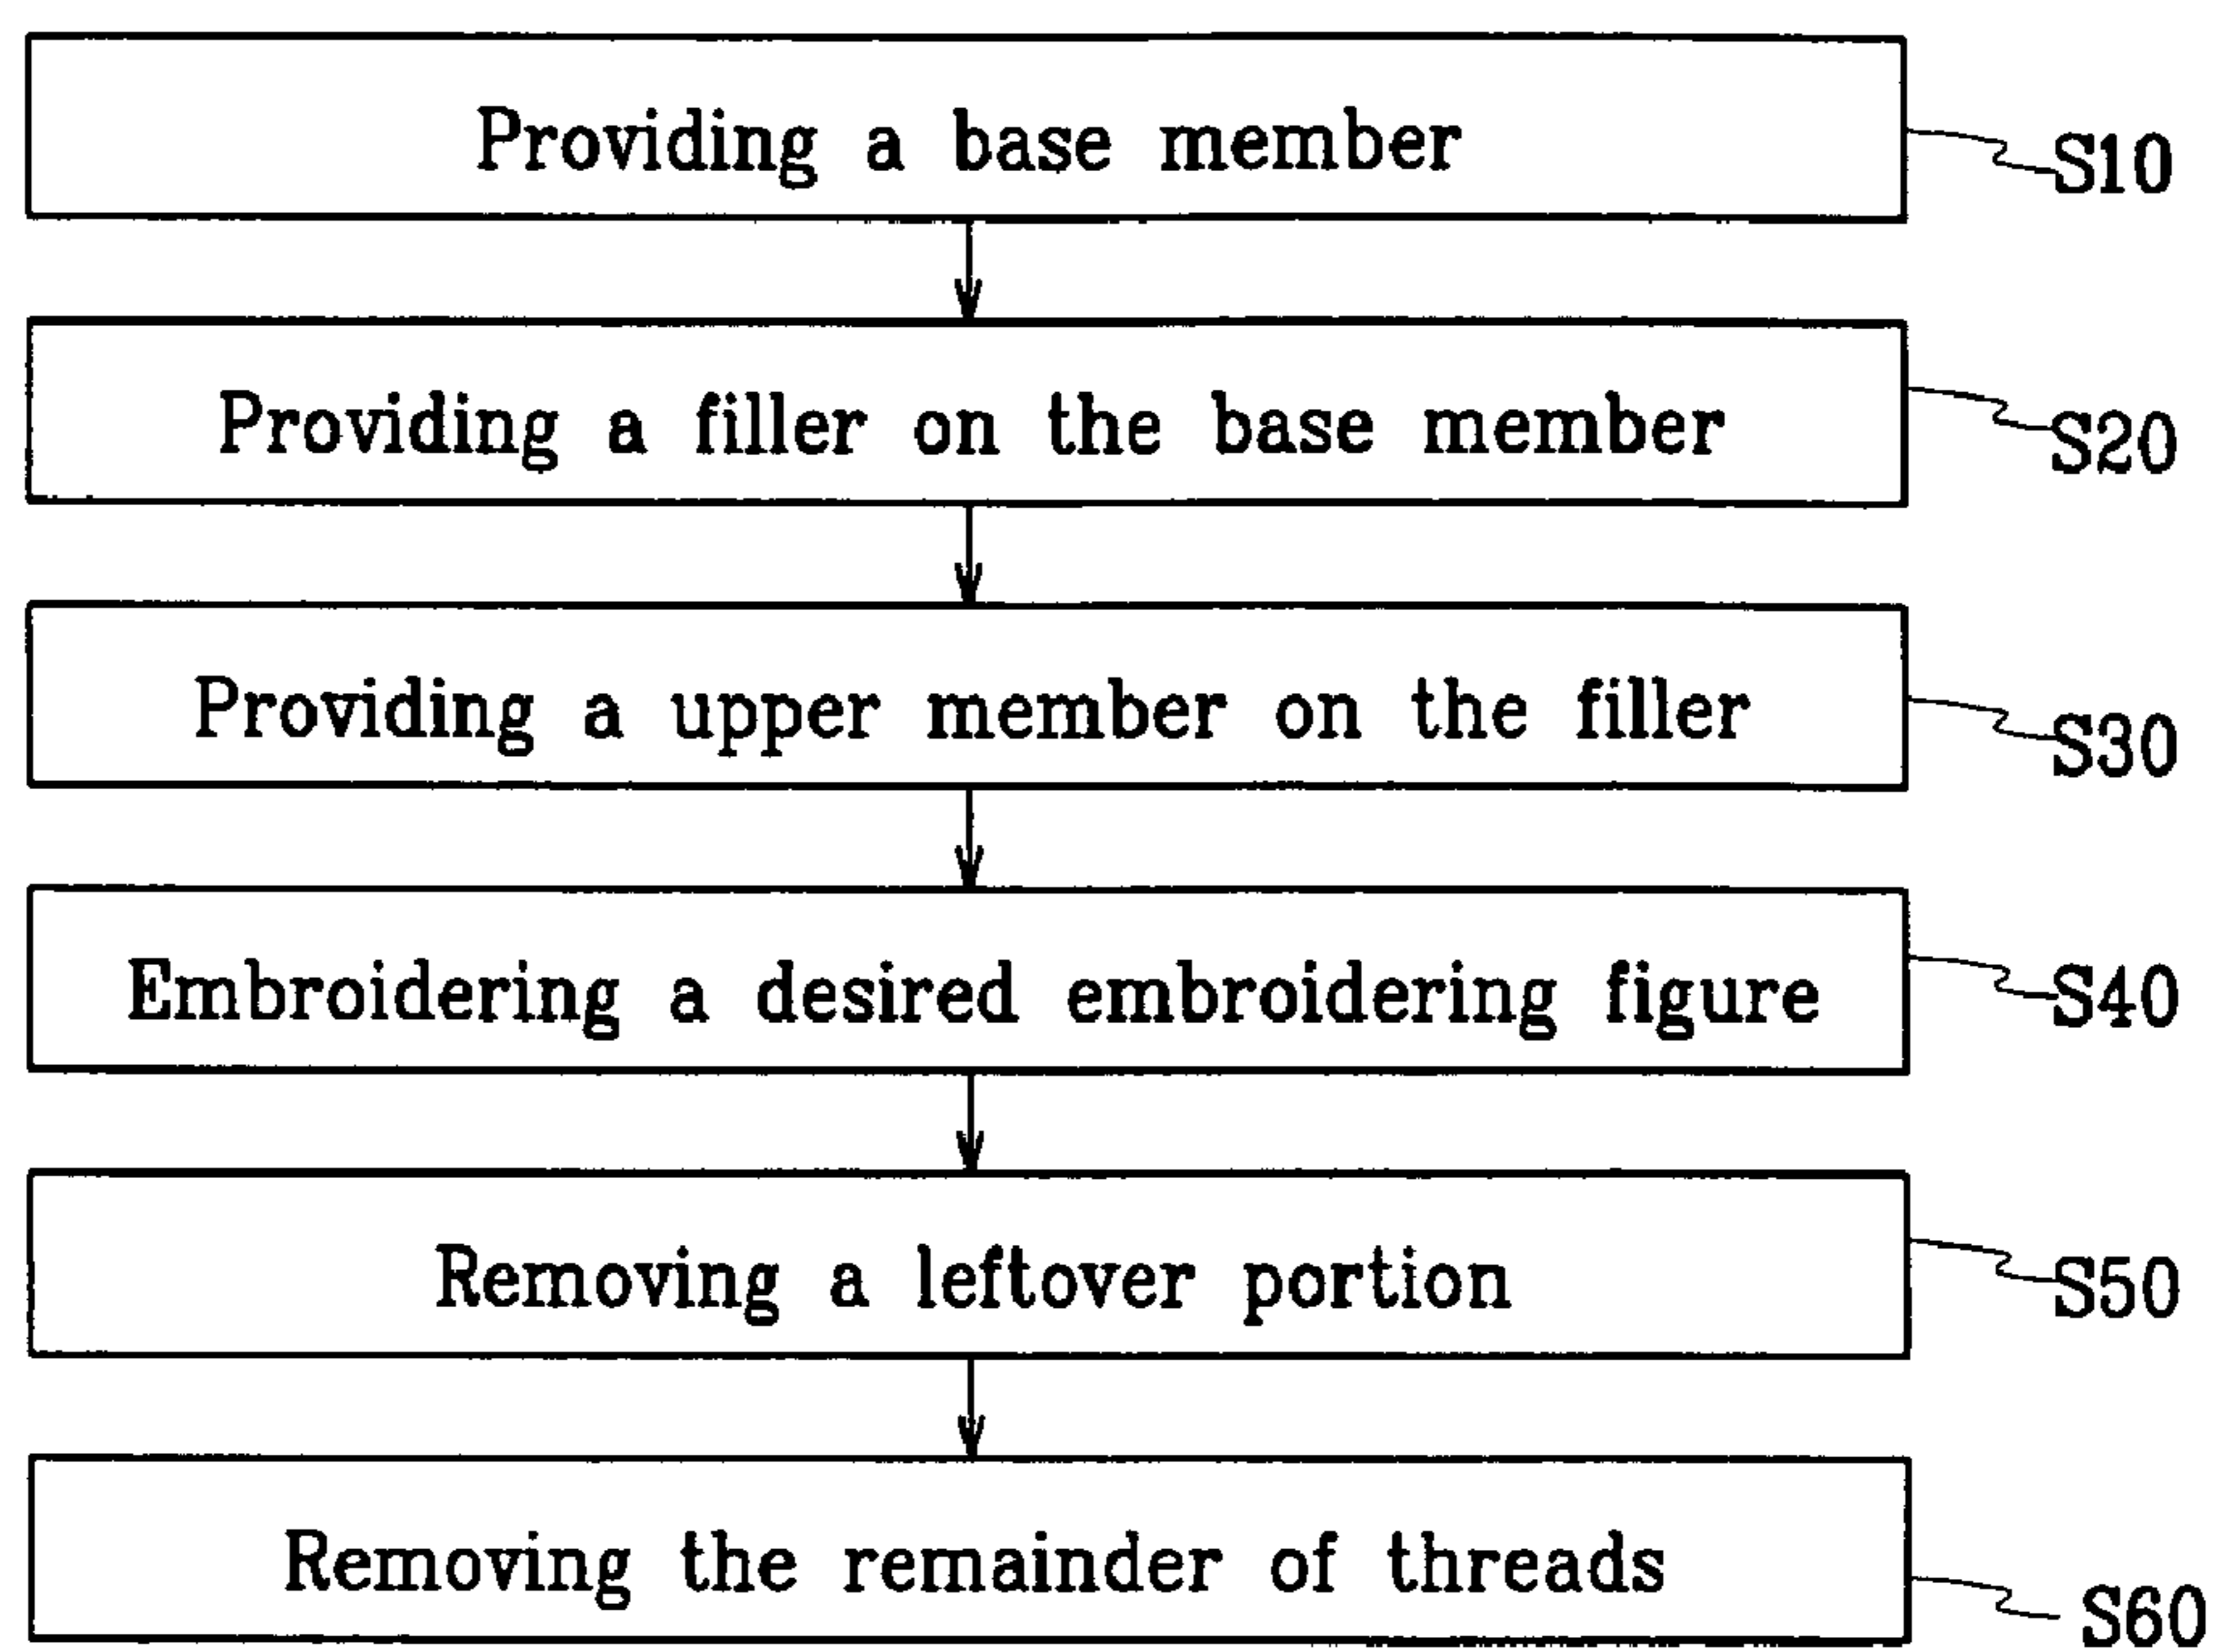 Providing a base member
S10
Providing a filler on the base member
S20
Providing a upper member on the filler
S30
Embroidering a desired embroidering figure
S40
Removing a leftover portion
S50
Removing the remainder of threads
S60